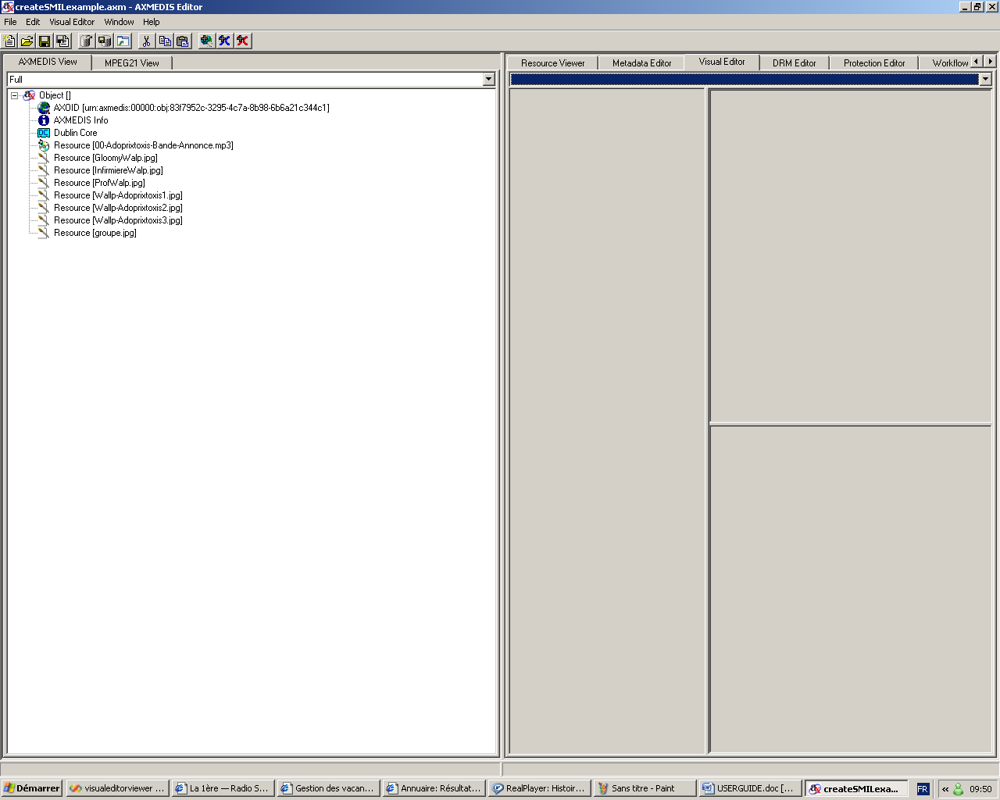 createSMILexample.axm - AXMEDIS Editor
File Edit Visual Editor Window Help
AXMEDIS View MPEG21 View
Resource Viewer Metadata Editor Visual Editor DRM Editor Protection Editor Workflow
Full
Object []
AXOID [urn:axmedis:00000:obj:83f7952c-3295-4c7a-8b98-6b6a21c344c1]
AXMEDIS Info
Dublin Core
Resource [00-Adoprixtoxis-Bande-Annonce.mp3]
Resource [GloomyWalp.jpg]
Resource [InfirmiereWalp.jpg]
Resource [ProfWalp.jpg]
Resource [Wallp-Adoprixtoxis1.jpg]
Resource [Wallp-Adoprixtoxis2.jpg]
Resource [Wallp-Adoprixtoxis3.jpg]
Resource [groupe.jpg]
Démarrer visualeditorviewer ... La 1ère — Radio S... Gestion des vacan... Annuaire: Résultat... RealPlayer: Histoir... Sans titre - Paint USERGUIDE.doc [... createSMILexa... FR « 09:50